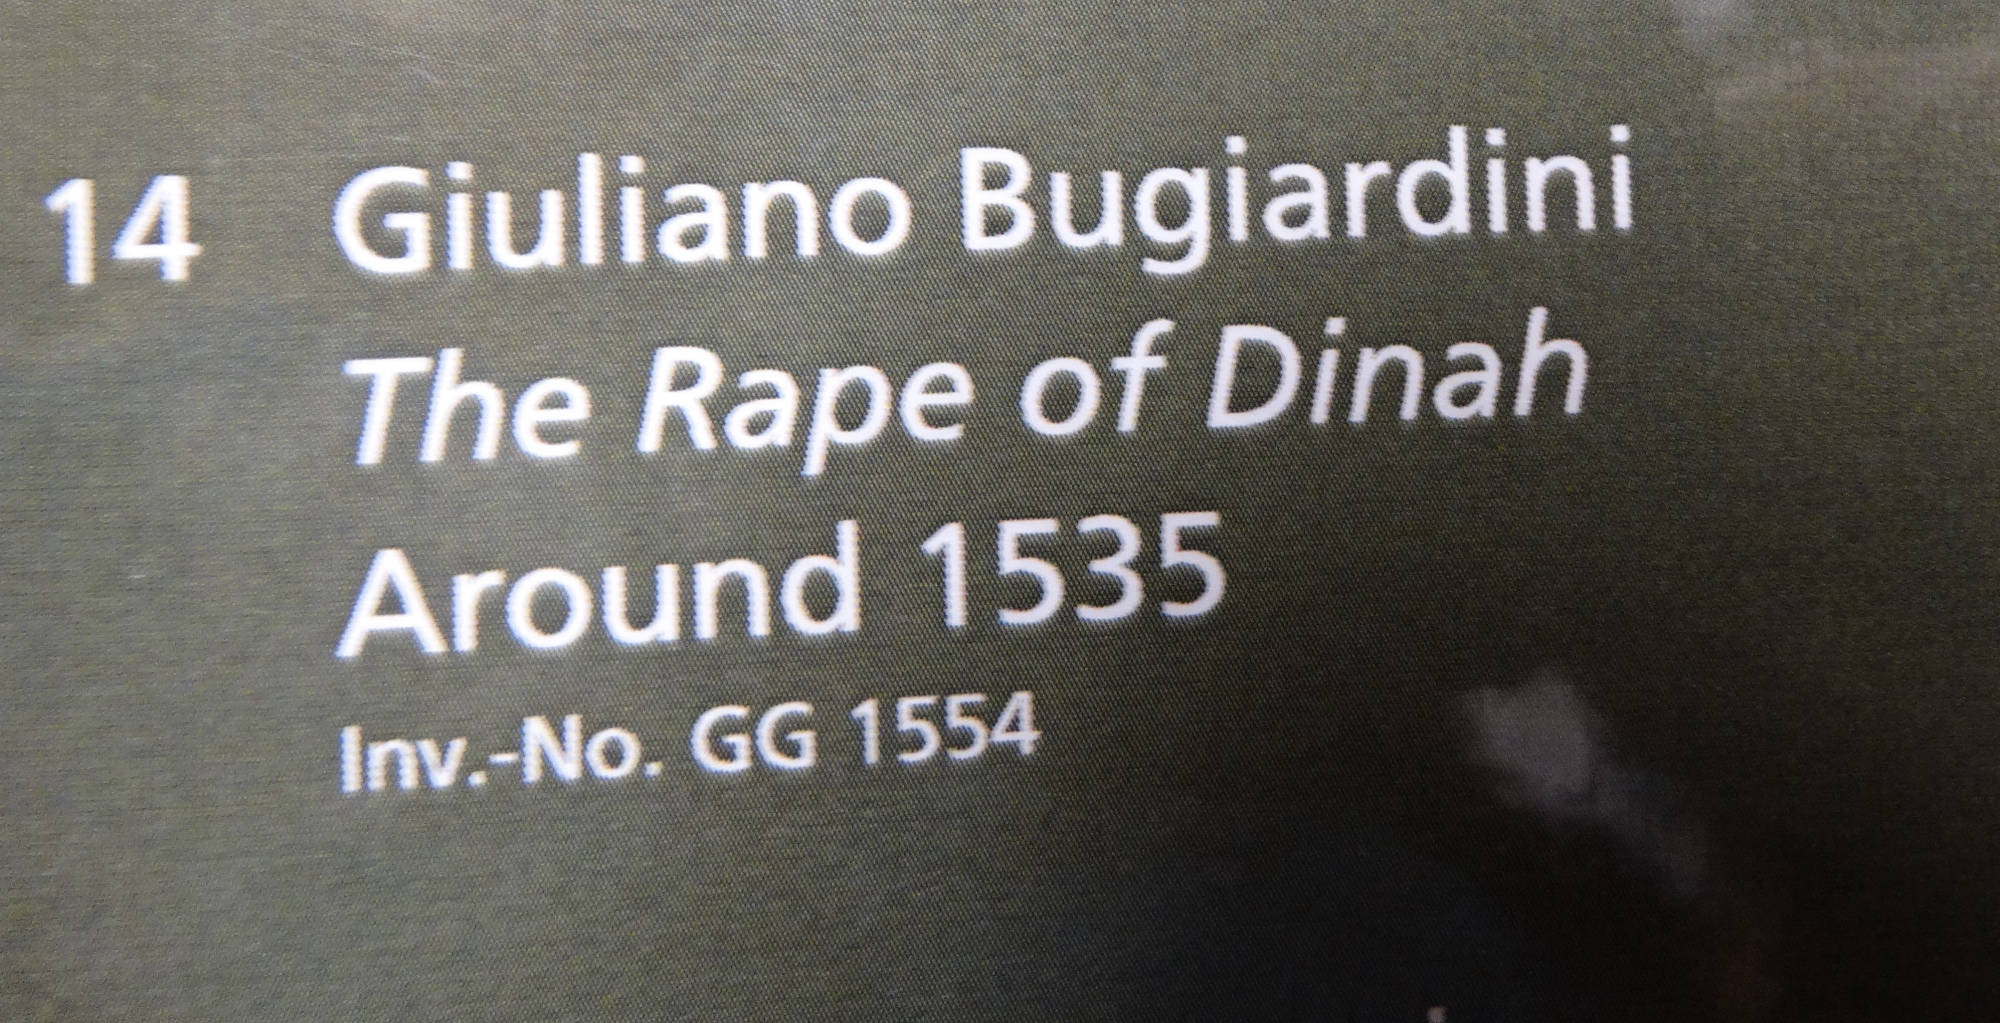 14 Giuliano Bugiardini
The Rape of Dinah
Around 1535
Inv.-No. GG 1554